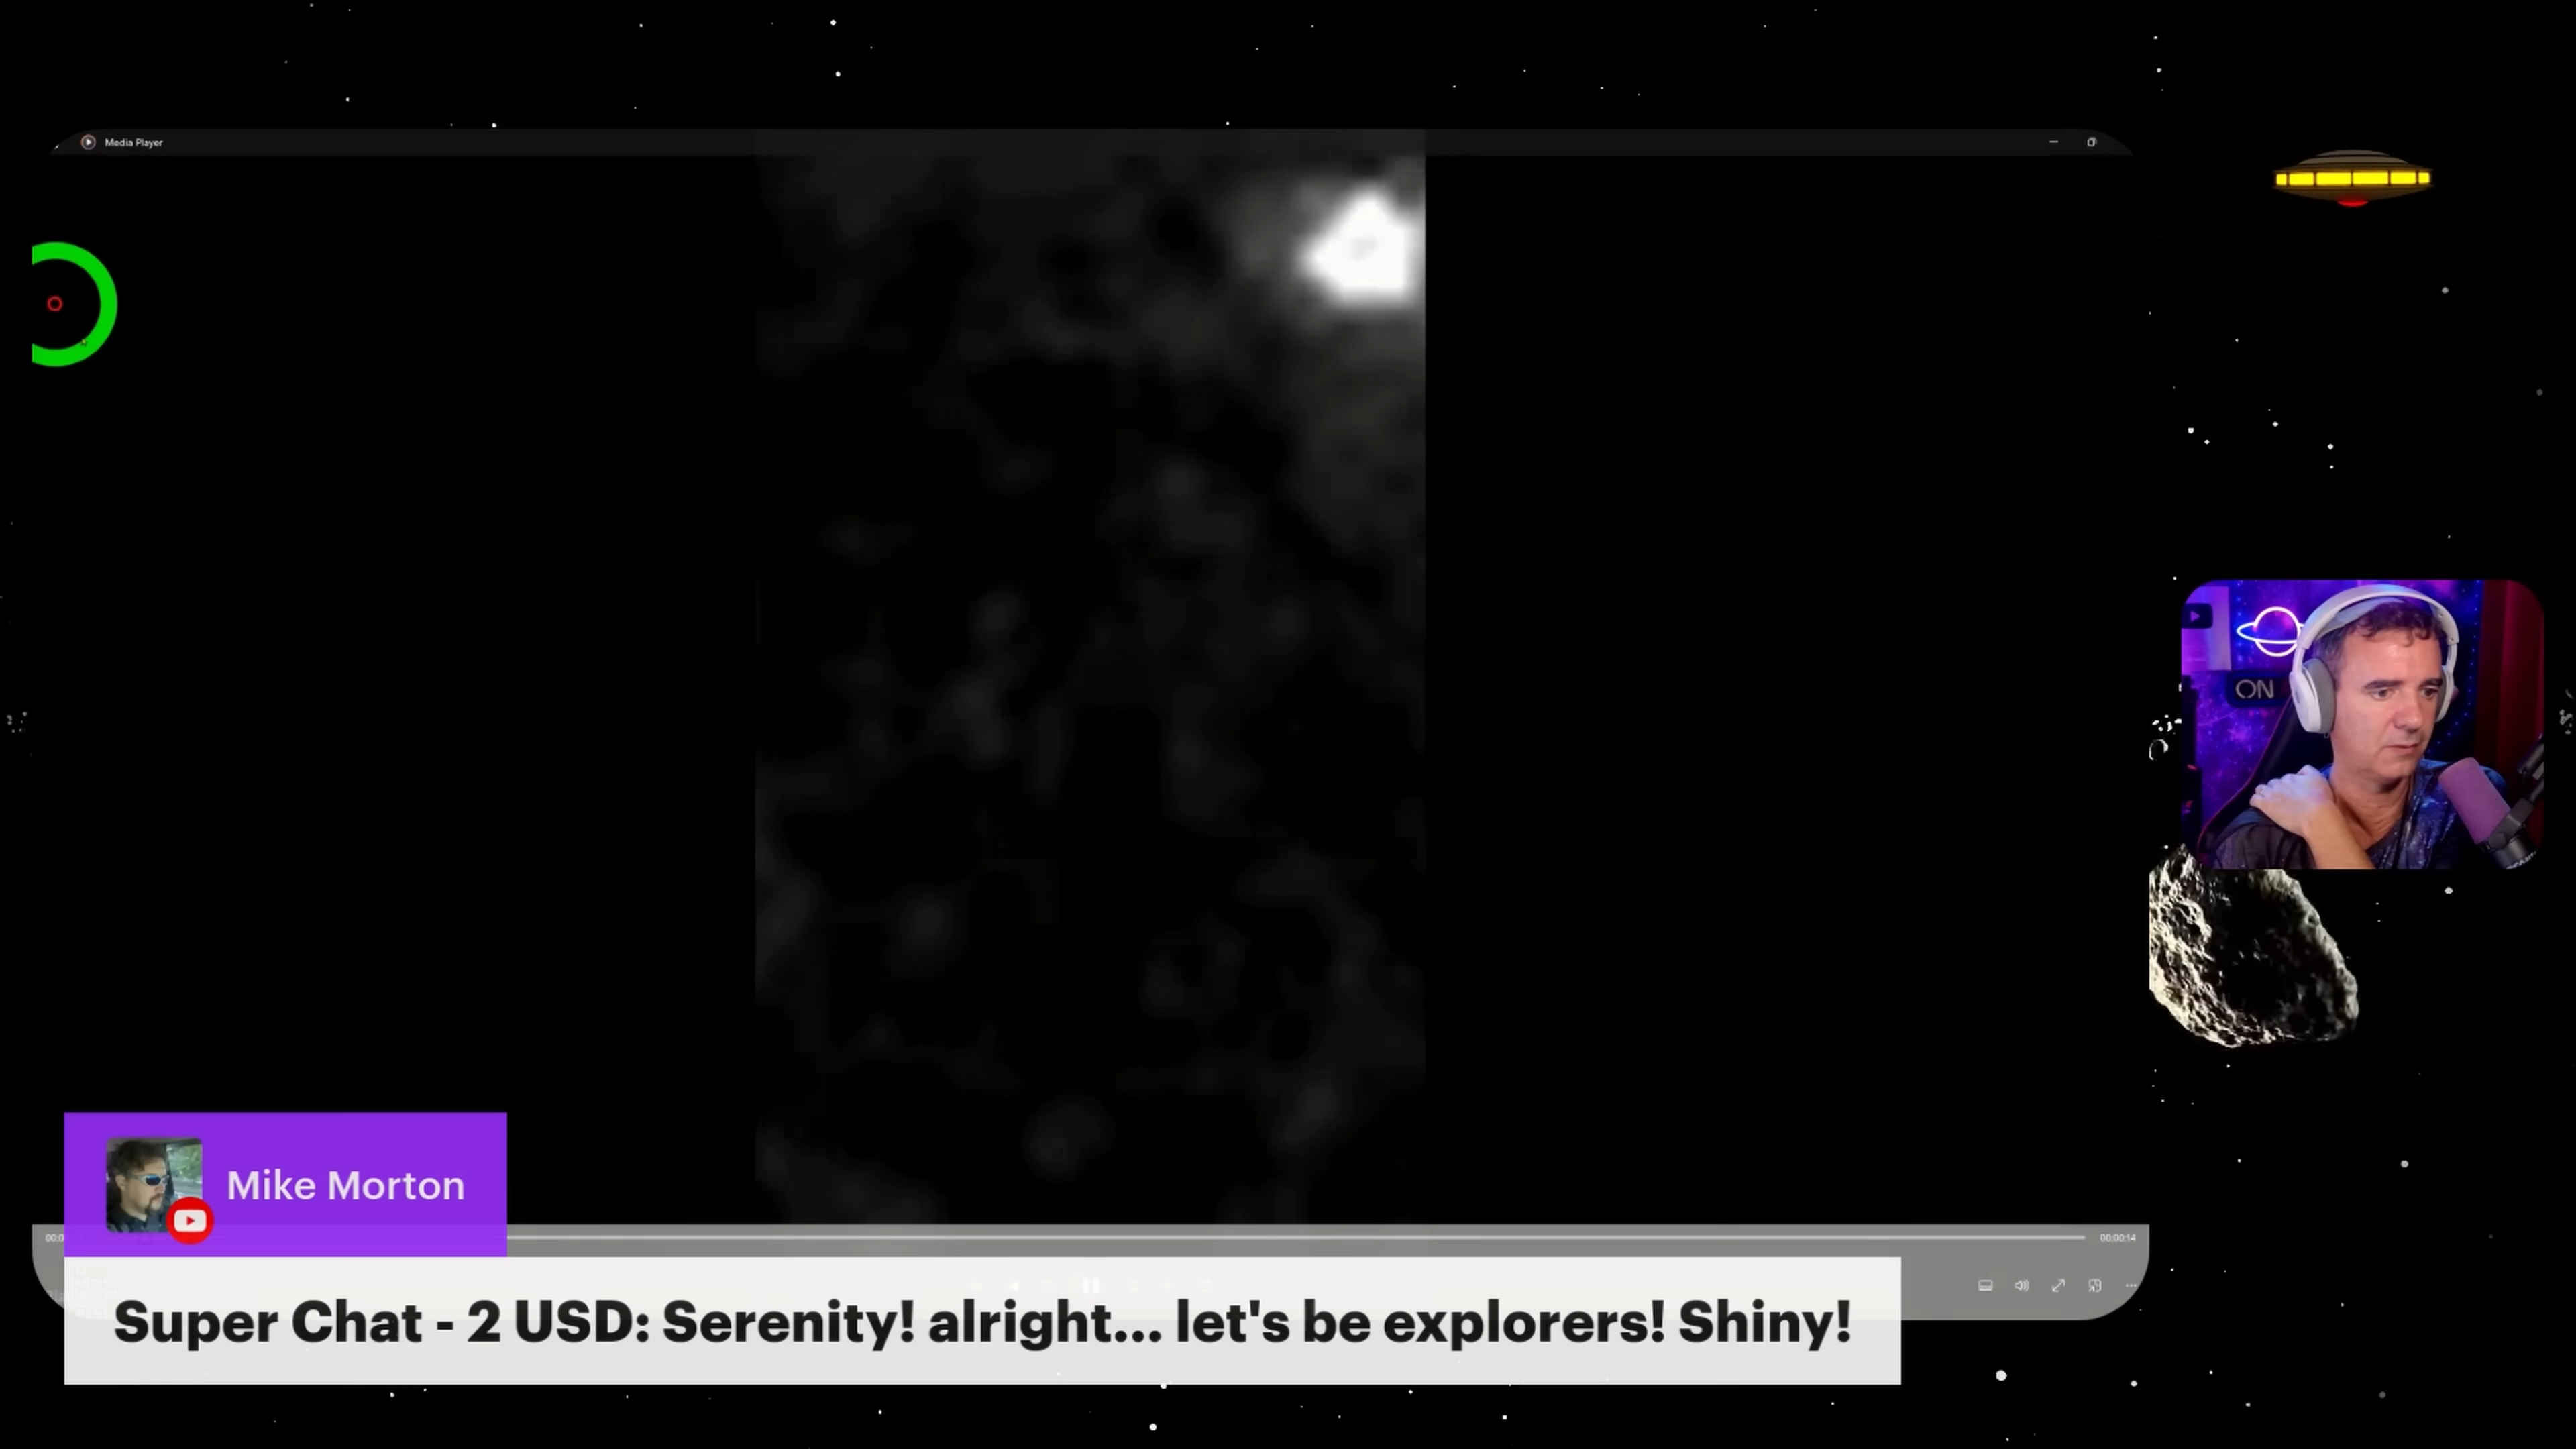 Media Player
ON
Mike Morton
00:00:14
Super Chat - 2 USD: Serenity! alright... let's be explorers! Shiny!